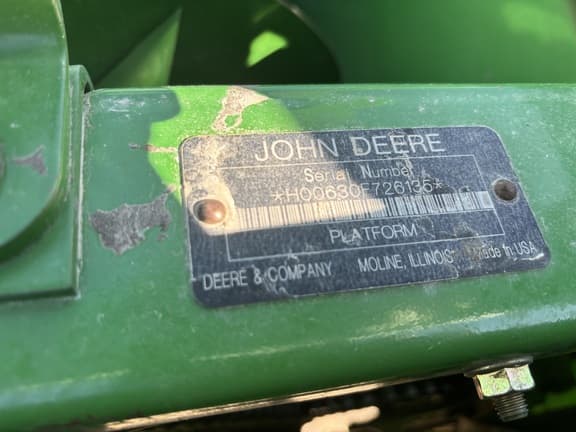 JOHN DEERE
Serial Number
*H00630F726135*
PLATFORM
DEERE & COMPANY MOLINE, ILLINOIS Made in USA